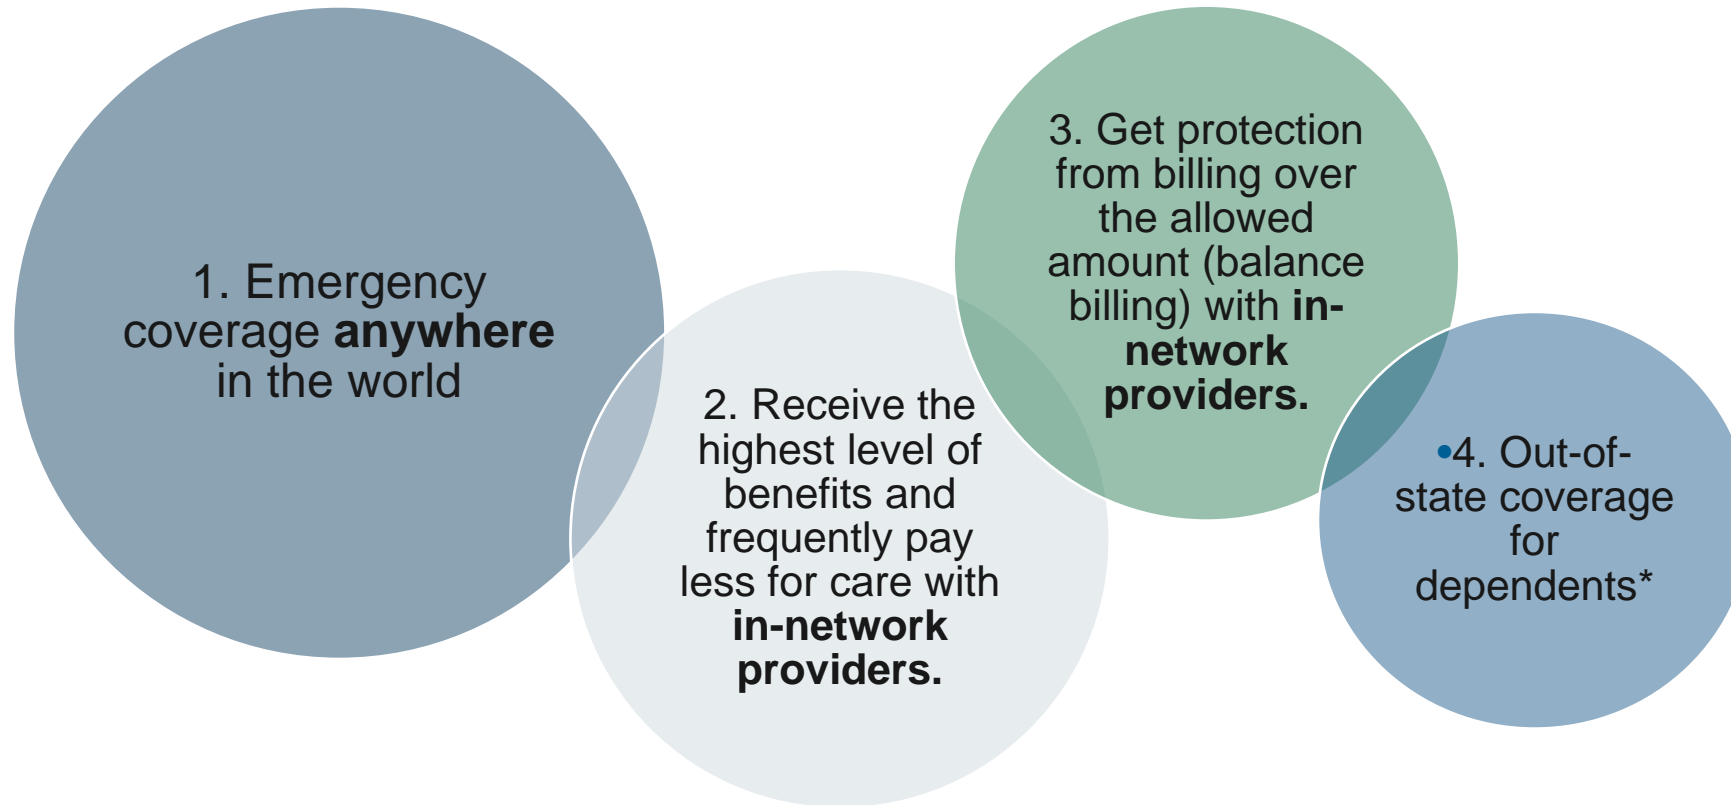 1. Emergency
coverage anywhere
in the world
2. Receive the
highest level of
benefits and
frequently pay
less for care with
in-network
providers.
3. Get protection
from billing over
the allowed
amount (balance
billing) with in-
network
providers.
•4. Out-of-
state coverage
for
dependents*